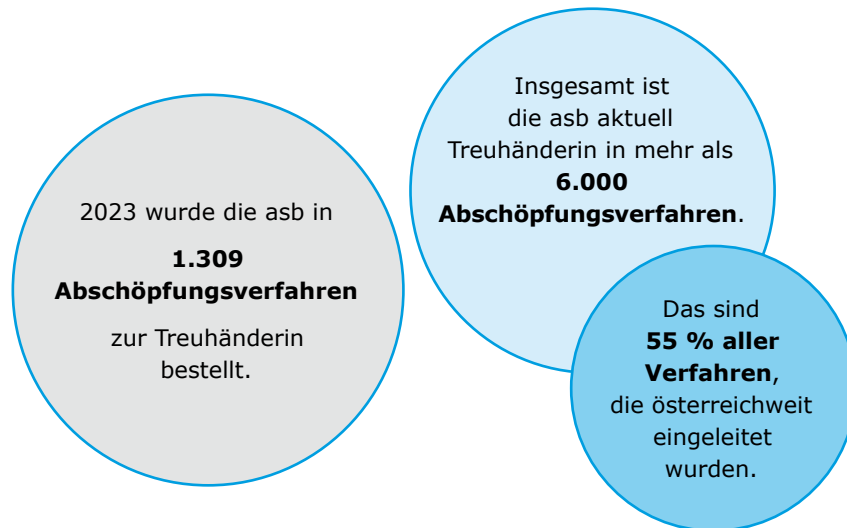 2023 wurde die asb in
1.309
Abschöpfungsverfahren
zur Treuhänderin
bestellt.
Insgesamt ist
die asb aktuell
Treuhänderin in mehr als
6.000
Abschöpfungsverfahren.
Das sind
55 % aller
Verfahren,
die österreichweit
eingeleitet
wurden.